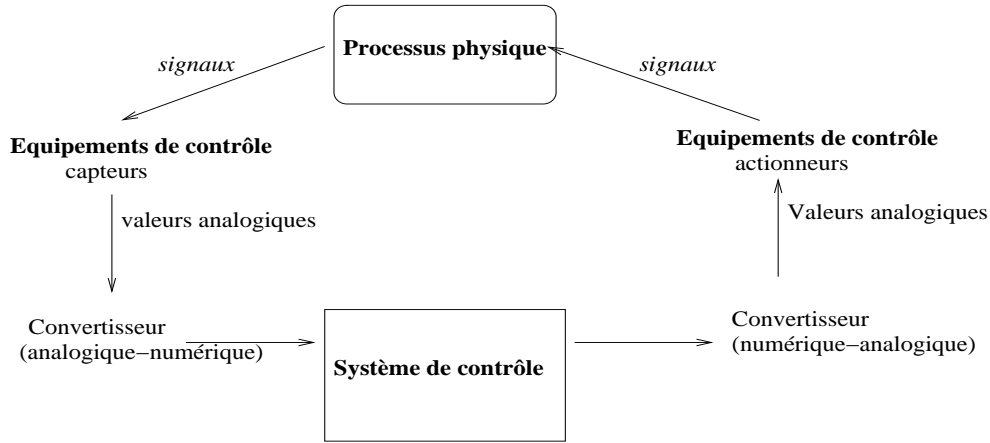 Processus physique
signaux
signaux
Equipements de contrôle
capteurs
Equipements de contrôle
actionneurs
valeurs analogiques
Valeurs analogiques
Convertisseur
(analogique−numérique)
Système de contrôle
Convertisseur
(numérique−analogique)